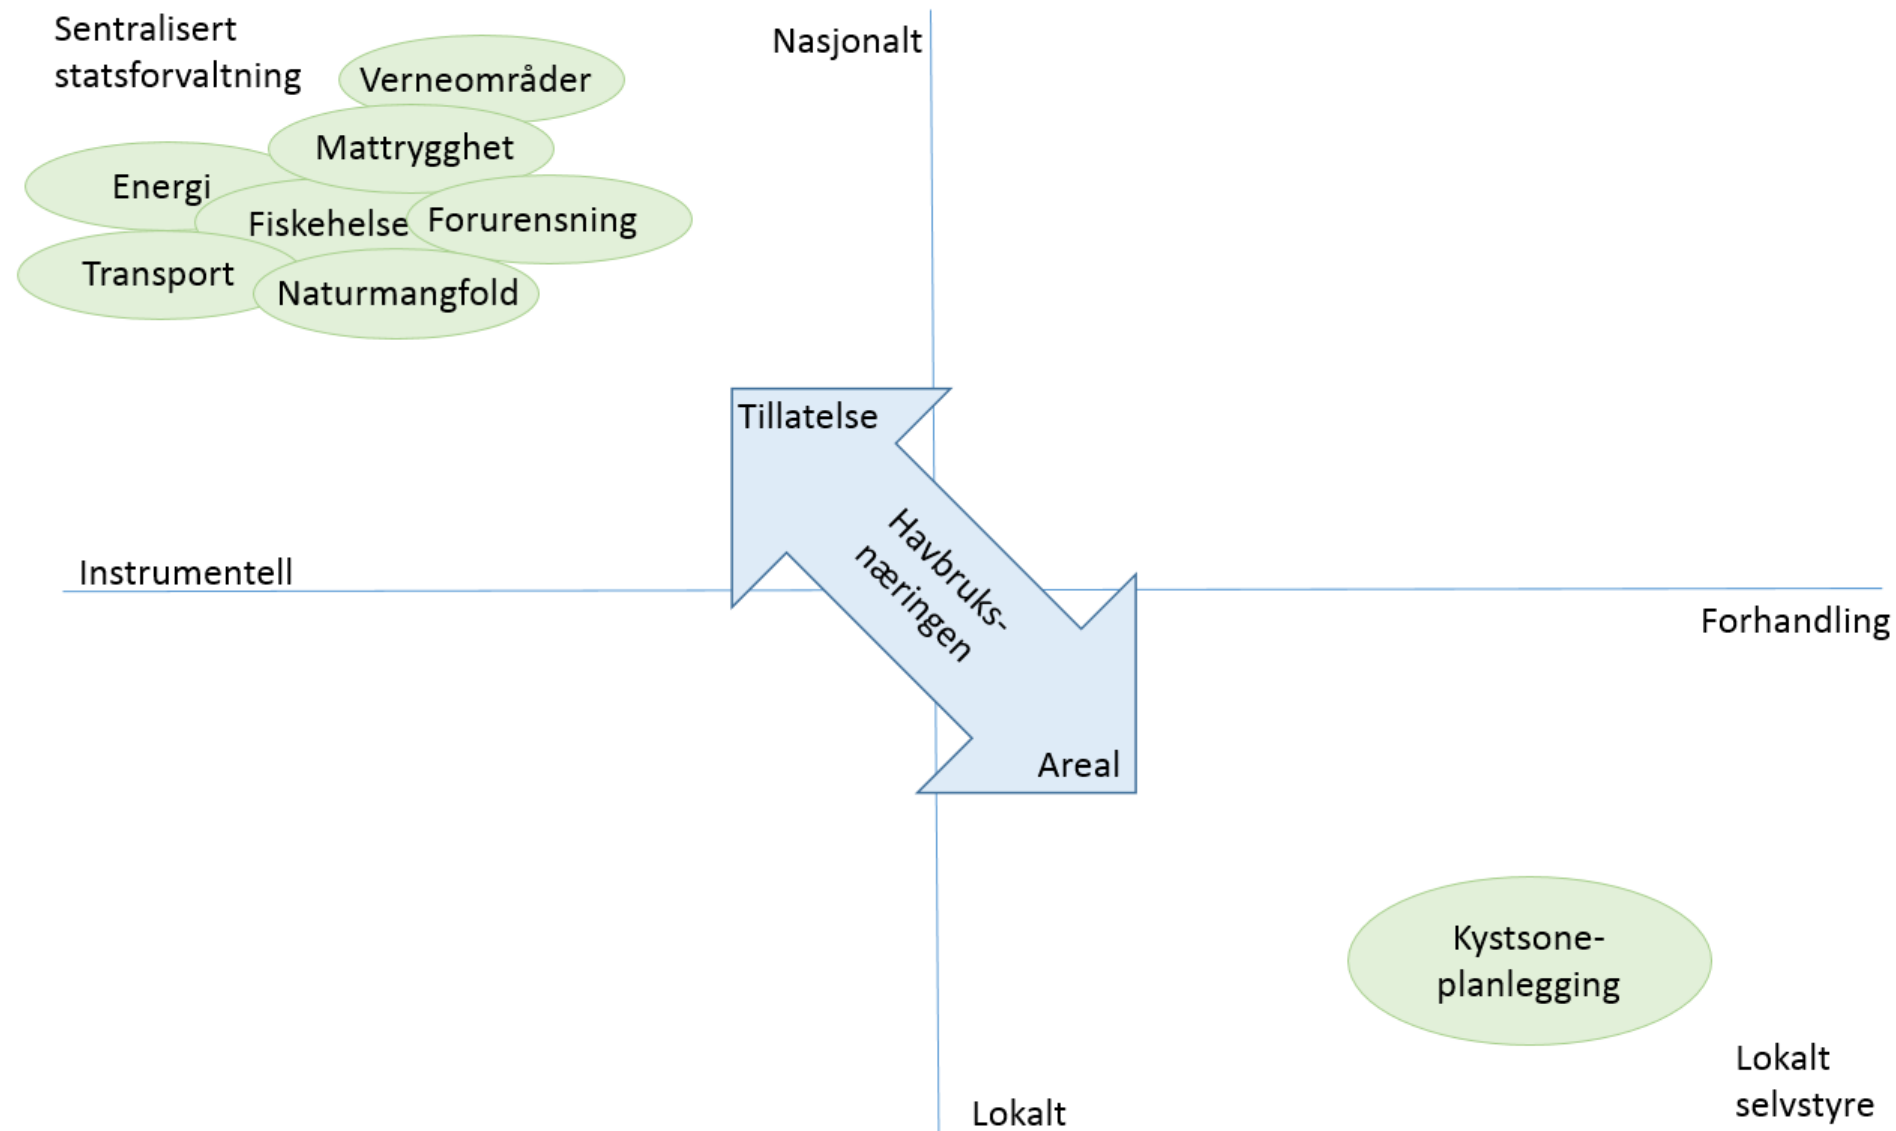 Sentralisert
statsforvaltning
Nasjonalt
Verneområder
Mattrygghet
Energi
Fiskehelse
Forurensning
Transport
Naturmangfold
Tillatelse
Havbruks-
næringen
Areal
Instrumentell
Forhandling
Kystsone-
planlegging
Lokalt
selvstyre
Lokalt